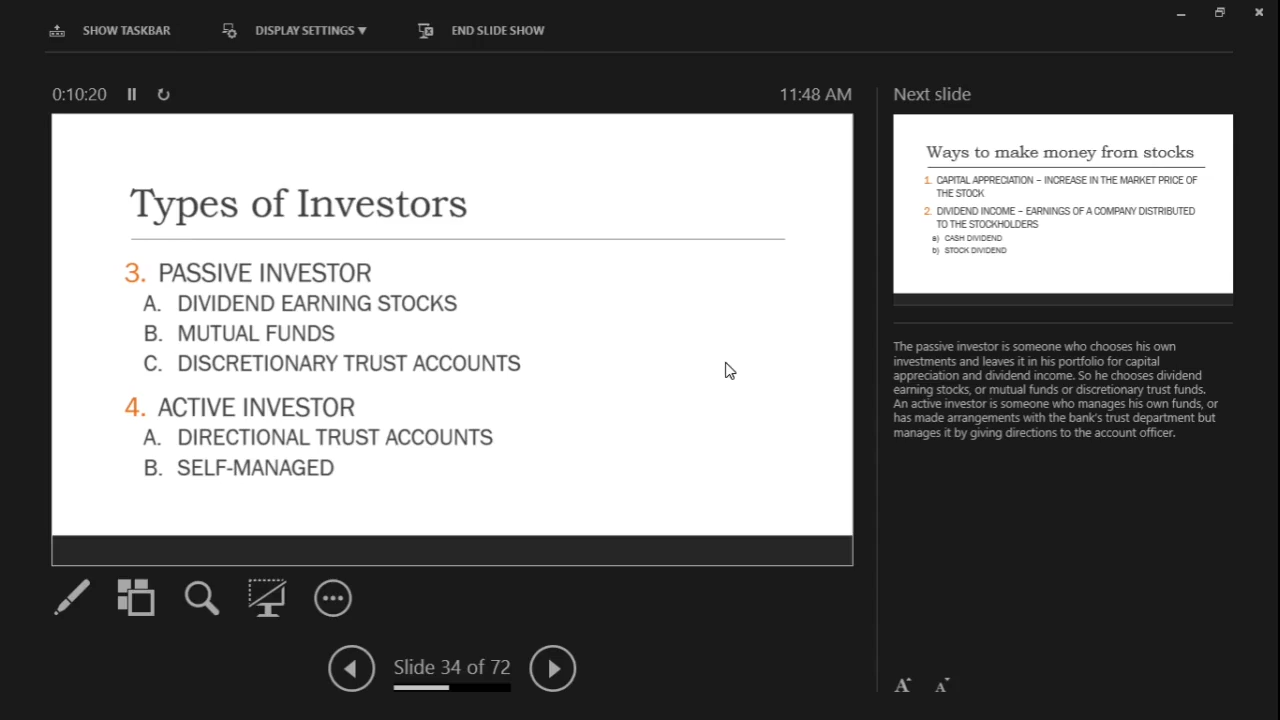 SHOW TASKBAR
DISPLAY SETTINGS ▼
END SLIDE SHOW
0:10:20
11:48 AM
Types of Investors
3. PASSIVE INVESTOR
A. DIVIDEND EARNING STOCKS
B. MUTUAL FUNDS
C. DISCRETIONARY TRUST ACCOUNTS
4. ACTIVE INVESTOR
A. DIRECTIONAL TRUST ACCOUNTS
B. SELF-MANAGED
Slide 34 of 72
Next slide
Ways to make money from stocks
1. CAPITAL APPRECIATION – INCREASE IN THE MARKET PRICE OF
THE STOCK
2. DIVIDEND INCOME – EARNINGS OF A COMPANY DISTRIBUTED
TO THE STOCKHOLDERS
a) CASH DIVIDEND
b) STOCK DIVIDEND
The passive investor is someone who chooses his own
investments and leaves it in his portfolio for capital
appreciation and dividend income. So he chooses dividend
earning stocks, or mutual funds or discretionary trust funds.
An active investor is someone who manages his own funds, or
has made arrangements with the bank's trust department but
manages it by giving directions to the account officer.
A A